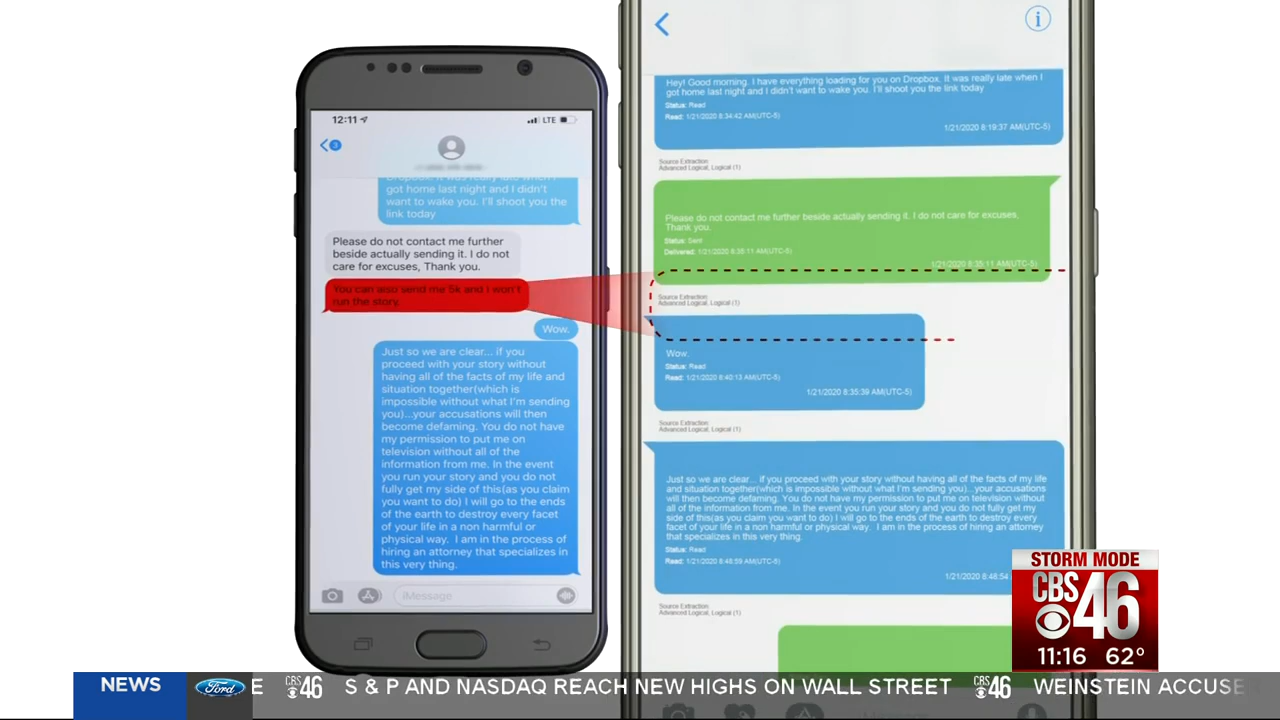 12:11
LTE
3
Dropbox. It was really late when I
got home last night and I didn't
want to wake you. I'll shoot you the
link today
Please do not contact me further
beside actually sending it. I do not
care for excuses, Thank you.
You can also send me 5k and I won't
run the story.
Wow.
Just so we are clear... if you
proceed with your story without
having all of the facts of my life and
situation together(which is
impossible without what I'm sending
you)...your accusations will then
become defaming. You do not have
my permission to put me on
television without all of the
information from me. In the event
you run your story and you do not
fully get my side of this(as you claim
you want to do) I will go to the ends
of the earth to destroy every facet
of your life in a non harmful or
physical way.  I am in the process of
hiring an attorney that specializes in
this very thing.
iMessage
i
Hey! Good morning. I have everything loading for you on Dropbox. It was really late when I
got home last night and I didn't want to wake you. I'll shoot you the link today
Status: Read
Read: 1/21/2020 8:34:42 AM(UTC-5)
1/21/2020 8:19:37 AM(UTC-5)
Source Extraction:
Advanced Logical, Logical (1)
Please do not contact me further beside actually sending it. I do not care for excuses,
Thank you.
Status: Sent
Delivered: 1/21/2020 8:35:11 AM(UTC-5)
1/21/2020 8:35:11 AM(UTC-5)
Source Extraction:
Advanced Logical, Logical (1)
Wow.
Status: Read
Read: 1/21/2020 8:40:13 AM(UTC-5)
1/21/2020 8:35:39 AM(UTC-5)
Source Extraction:
Advanced Logical, Logical (1)
Just so we are clear... if you proceed with your story without having all of the facts of my life
and situation together(which is impossible without what I'm sending you)...your accusations
will then become defaming. You do not have my permission to put me on television without
all of the information from me. In the event you run your story and you do not fully get my
side of this(as you claim you want to do) I will go to the ends of the earth to destroy every
facet of your life in a non harmful or physical way.  I am in the process of hiring an attorney
that specializes in this very thing.
Status: Read
Read: 1/21/2020 8:48:59 AM(UTC-5)
1/21/2020 8:48:54
Source Extraction:
Advanced Logical, Logical (1)
STORM MODE
CBS 46
11:16 62°
NEWS Ford E CBS 46 S & P AND NASDAQ REACH NEW HIGHS ON WALL STREET CBS 46 WEINSTEIN ACCUSE